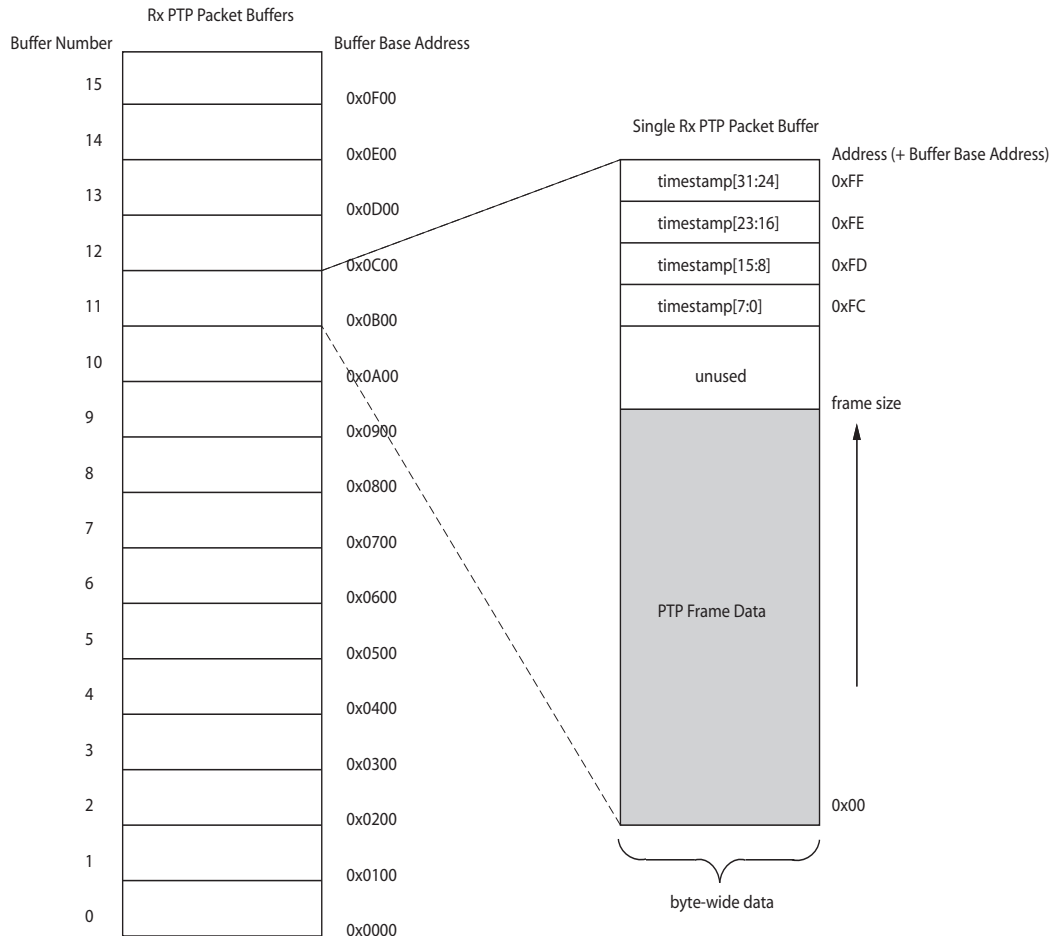 Rx PTP Packet Buffers
Buffer Number
Buffer Base Address
15
0x0F00
14
0x0E00
13
0x0D00
12
0x0C00
11
0x0B00
10
0x0A00
9
0x0900
8
0x0800
7
0x0700
6
0x0600
5
0x0500
4
0x0400
3
0x0300
2
0x0200
1
0x0100
0
0x0000
Single Rx PTP Packet Buffer
Address (+ Buffer Base Address)
timestamp[31:24]
0xFF
timestamp[23:16]
0xFE
timestamp[15:8]
0xFD
timestamp[7:0]
0xFC
unused
frame size
PTP Frame Data
0x00
byte-wide data